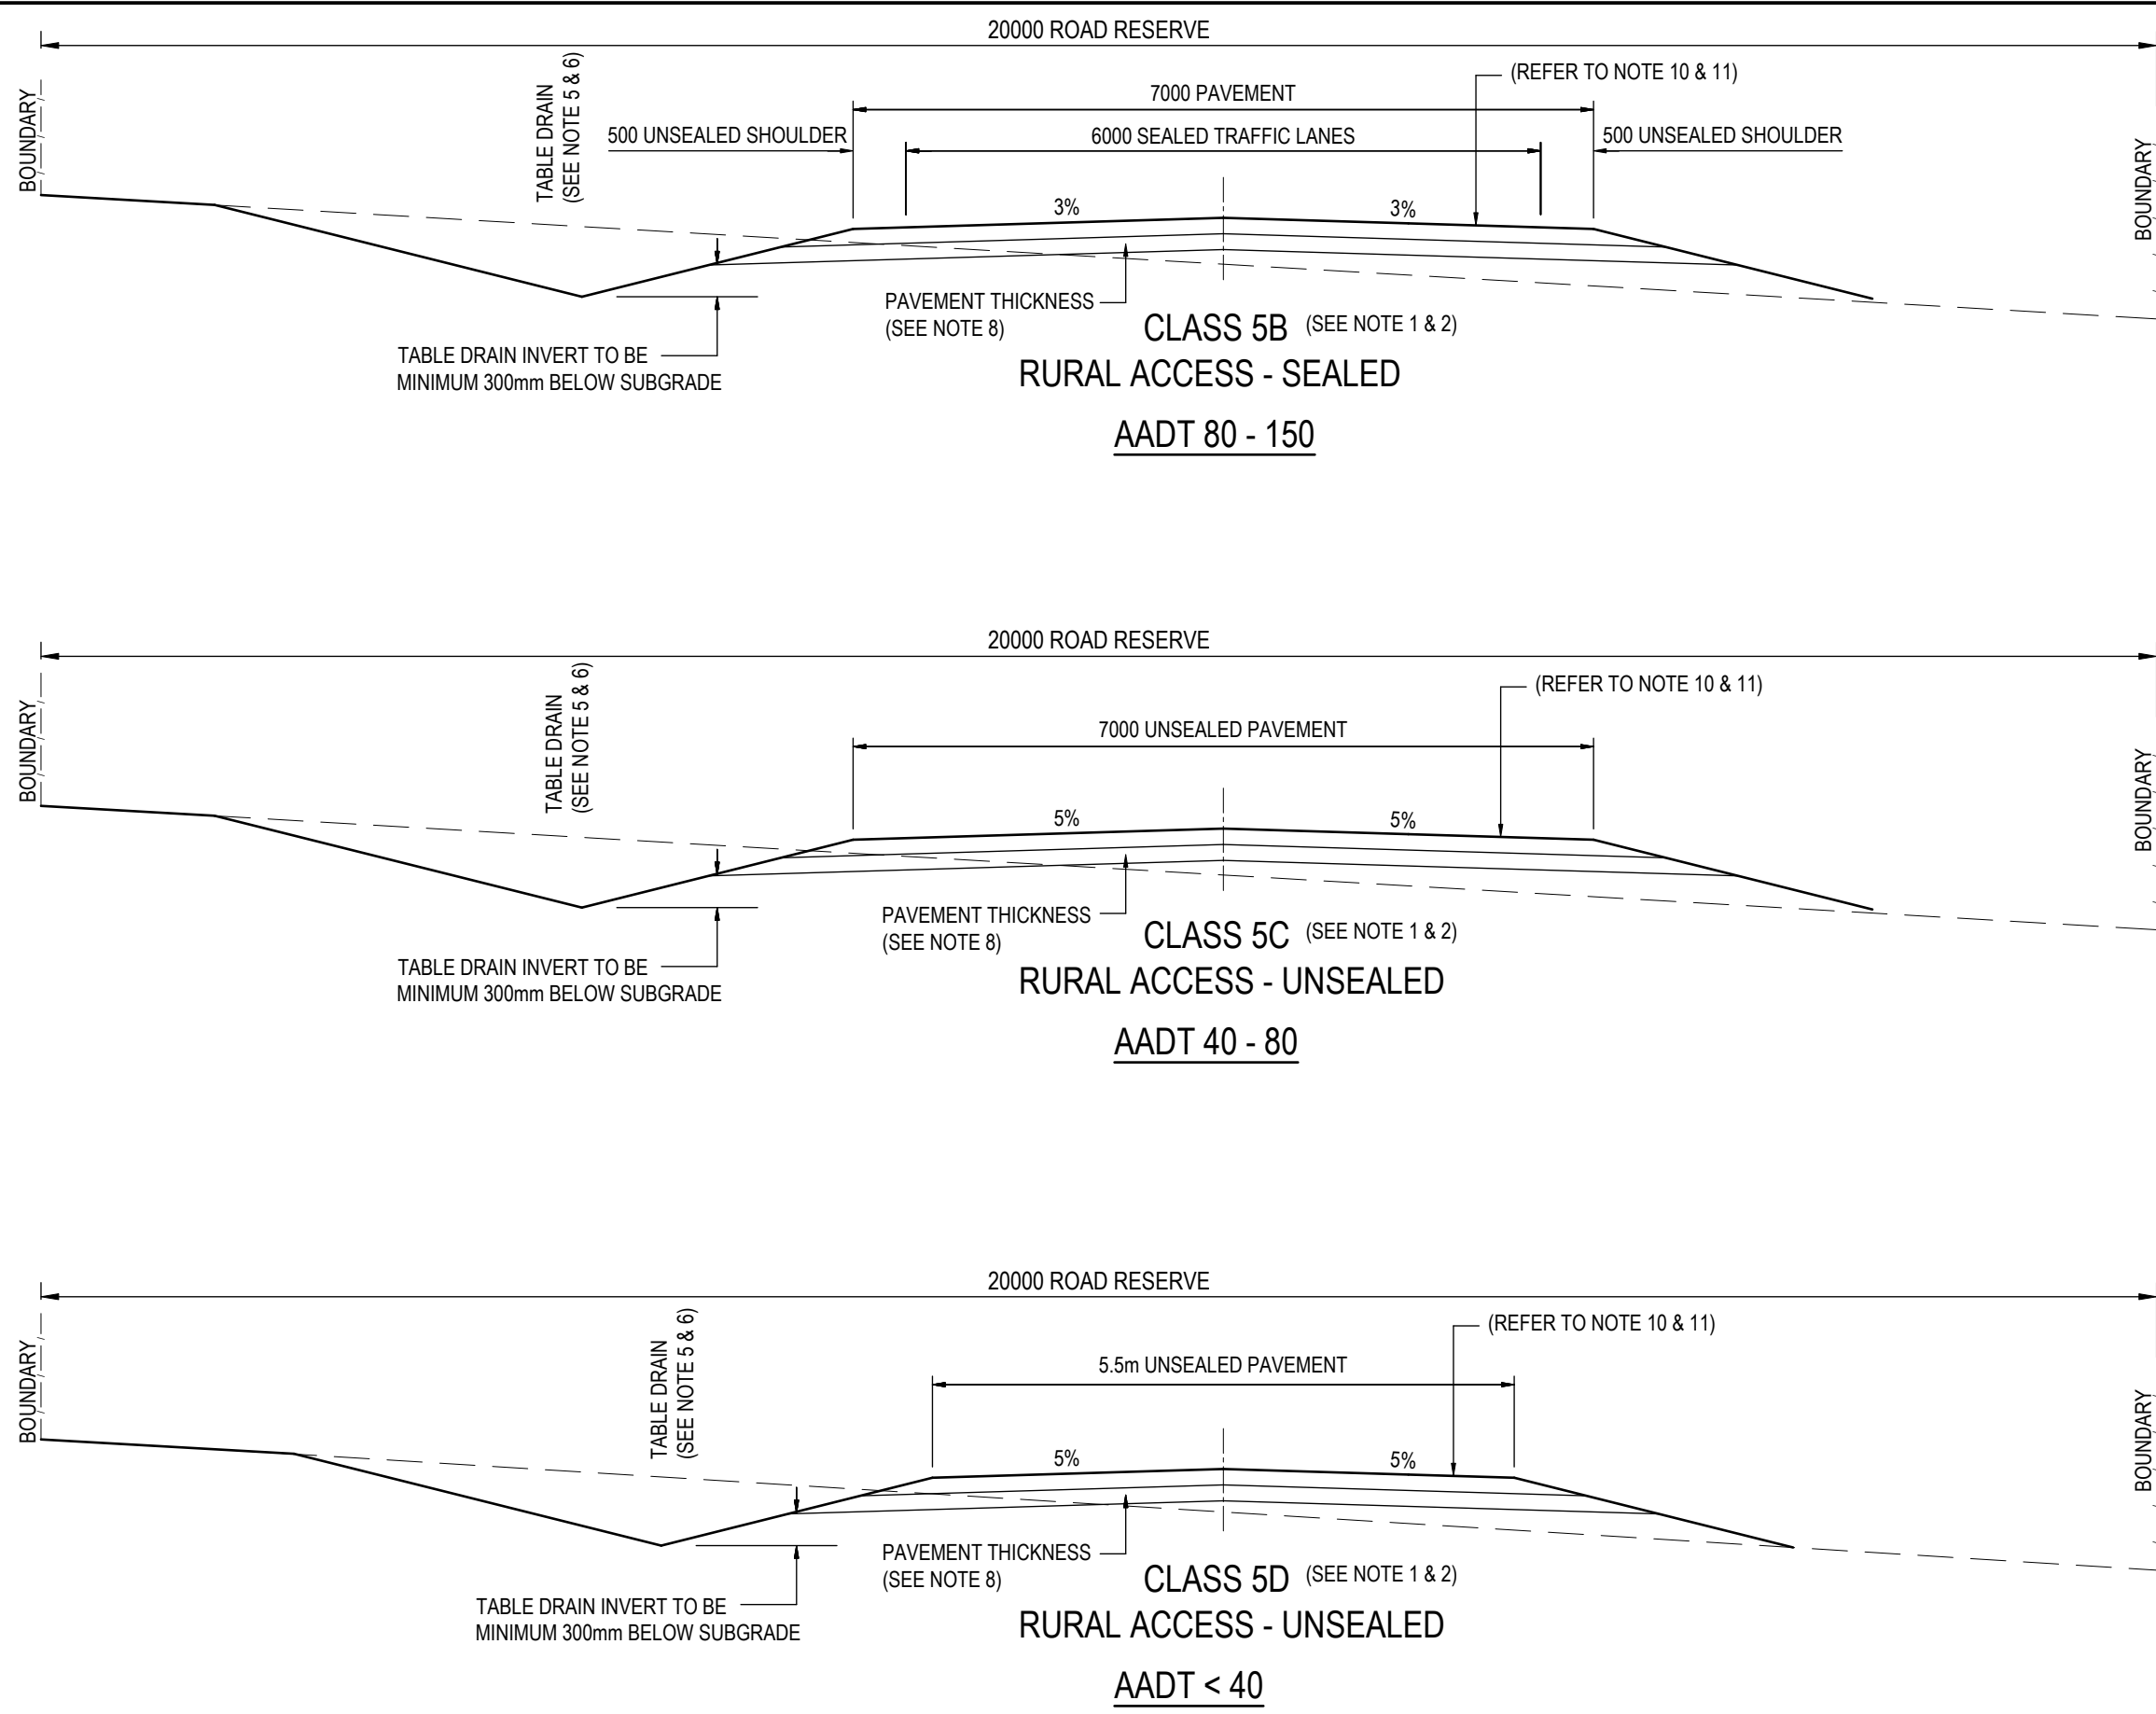 20000 ROAD RESERVE
BOUNDARY
TABLE DRAIN
(SEE NOTE 5 & 6)
(REFER TO NOTE 10 & 11)
7000 PAVEMENT
500 UNSEALED SHOULDER
6000 SEALED TRAFFIC LANES
500 UNSEALED SHOULDER
BOUNDARY
3%
3%
PAVEMENT THICKNESS
(SEE NOTE 8)
TABLE DRAIN INVERT TO BE
MINIMUM 300mm BELOW SUBGRADE
CLASS 5B (SEE NOTE 1 & 2)
RURAL ACCESS - SEALED
AADT 80 - 150
20000 ROAD RESERVE
BOUNDARY
TABLE DRAIN
(SEE NOTE 5 & 6)
(REFER TO NOTE 10 & 11)
7000 UNSEALED PAVEMENT
BOUNDARY
5%
5%
PAVEMENT THICKNESS
(SEE NOTE 8)
TABLE DRAIN INVERT TO BE
MINIMUM 300mm BELOW SUBGRADE
CLASS 5C (SEE NOTE 1 & 2)
RURAL ACCESS - UNSEALED
AADT 40 - 80
20000 ROAD RESERVE
BOUNDARY
TABLE DRAIN
(SEE NOTE 5 & 6)
(REFER TO NOTE 10 & 11)
5.5m UNSEALED PAVEMENT
BOUNDARY
5%
5%
PAVEMENT THICKNESS
(SEE NOTE 8)
TABLE DRAIN INVERT TO BE
MINIMUM 300mm BELOW SUBGRADE
CLASS 5D (SEE NOTE 1 & 2)
RURAL ACCESS - UNSEALED
AADT < 40